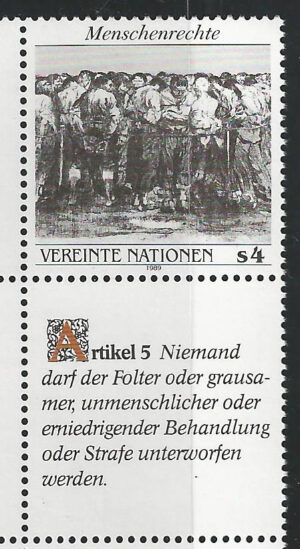 Menschenrechte
VEREINTE NATIONEN s4
1989
Artikel 5 Niemand
darf der Folter oder grausa-
mer, unmenschlicher oder
erniedrigender Behandlung
oder Strafe unterworfen
werden.